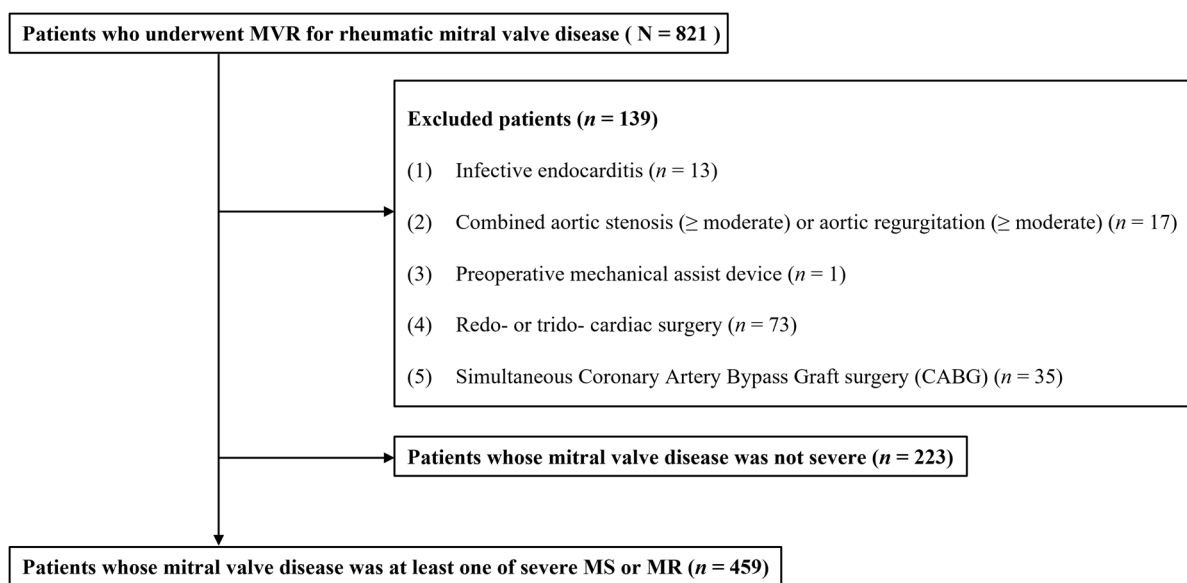 Patients who underwent MVR for rheumatic mitral valve disease ( N = 821 )
Excluded patients (n = 139)
(1) Infective endocarditis (n = 13)
(2) Combined aortic stenosis (≥ moderate) or aortic regurgitation (≥ moderate) (n = 17)
(3) Preoperative mechanical assist device (n = 1)
(4) Redo- or trido- cardiac surgery (n = 73)
(5) Simultaneous Coronary Artery Bypass Graft surgery (CABG) (n = 35)
Patients whose mitral valve disease was not severe (n = 223)
Patients whose mitral valve disease was at least one of severe MS or MR (n = 459)